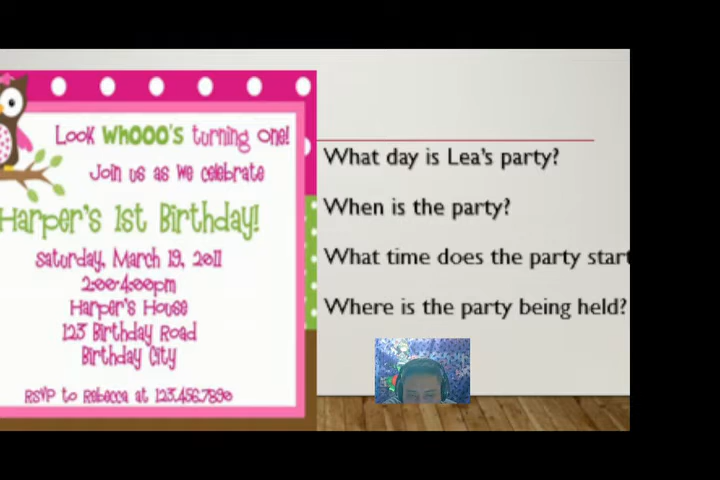 Look WhOOO's turning one!
Join us as we celebrate
Harper's 1st Birthday!
Saturday, March 19, 2011
2:00-4:00pm
Harper's House
123 Birthday Road
Birthday City
RSVP to Rebecca at 123.456.7890
What day is Lea's party?
When is the party?
What time does the party start
Where is the party being held?